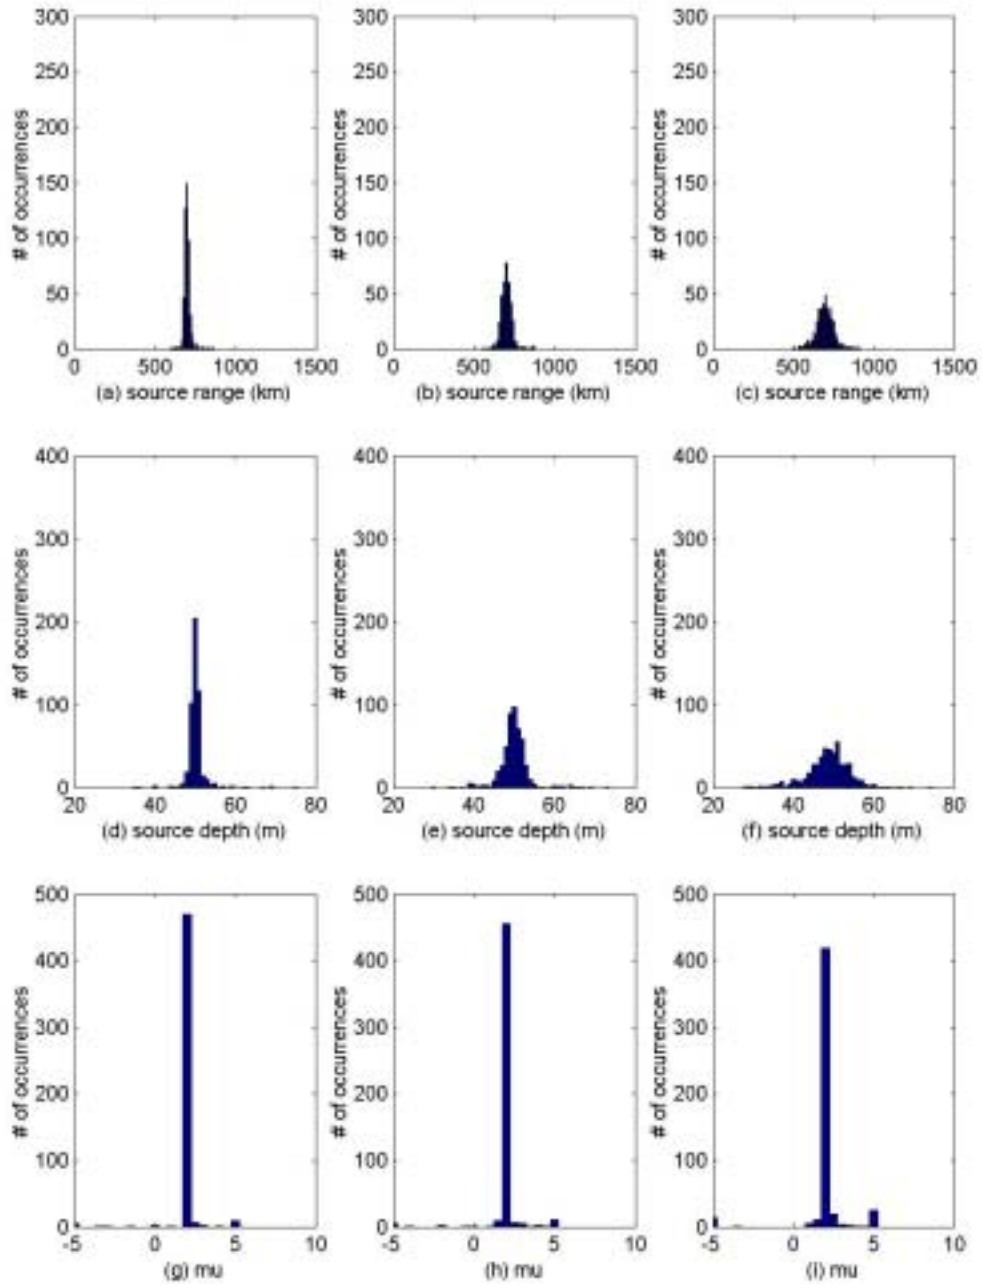 300
250
200
150
100
50
0
# of occurrences
0 500 1000 1500
(a) source range (km)
300
250
200
150
100
50
0
# of occurrences
0 500 1000 1500
(b) source range (km)
300
250
200
150
100
50
0
# of occurrences
0 500 1000 1500
(c) source range (km)
400
300
200
100
0
# of occurrences
20 40 60 80
(d) source depth (m)
400
300
200
100
0
# of occurrences
20 40 60 80
(e) source depth (m)
400
300
200
100
0
# of occurrences
20 40 60 80
(f) source depth (m)
500
400
300
200
100
0
# of occurrences
-5 0 5 10
(g) mu
500
400
300
200
100
0
# of occurrences
-5 0 5 10
(h) mu
500
400
300
200
100
0
# of occurrences
-5 0 5 10
(i) mu